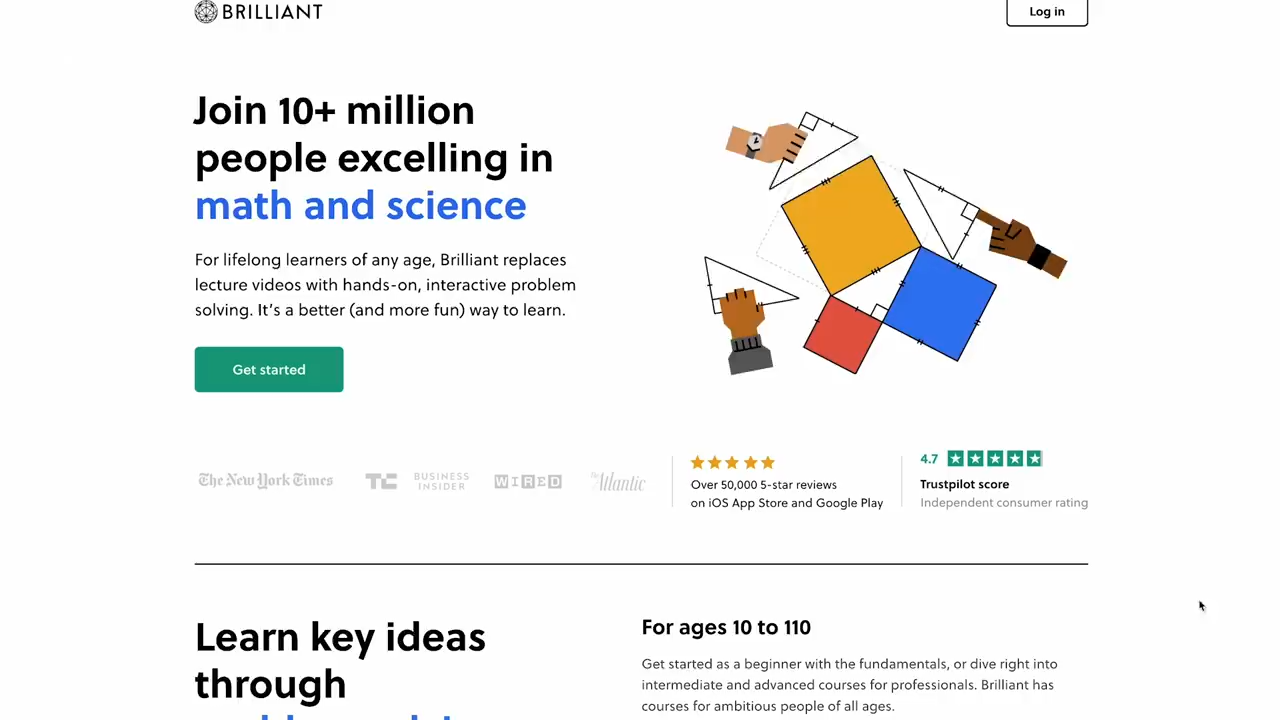 BRILLIANT
Log in
Join 10+ million
people excelling in
math and science
For lifelong learners of any age, Brilliant replaces
lecture videos with hands-on, interactive problem
solving. It's a better (and more fun) way to learn.
Get started
The New York Times
TC
BUSINESS
INSIDER
WIRED
The Atlantic
Over 50,000 5-star reviews
on iOS App Store and Google Play
4.7
Trustpilot score
Independent consumer rating
Learn key ideas
through
For ages 10 to 110
Get started as a beginner with the fundamentals, or dive right into
intermediate and advanced courses for professionals. Brilliant has
courses for ambitious people of all ages.